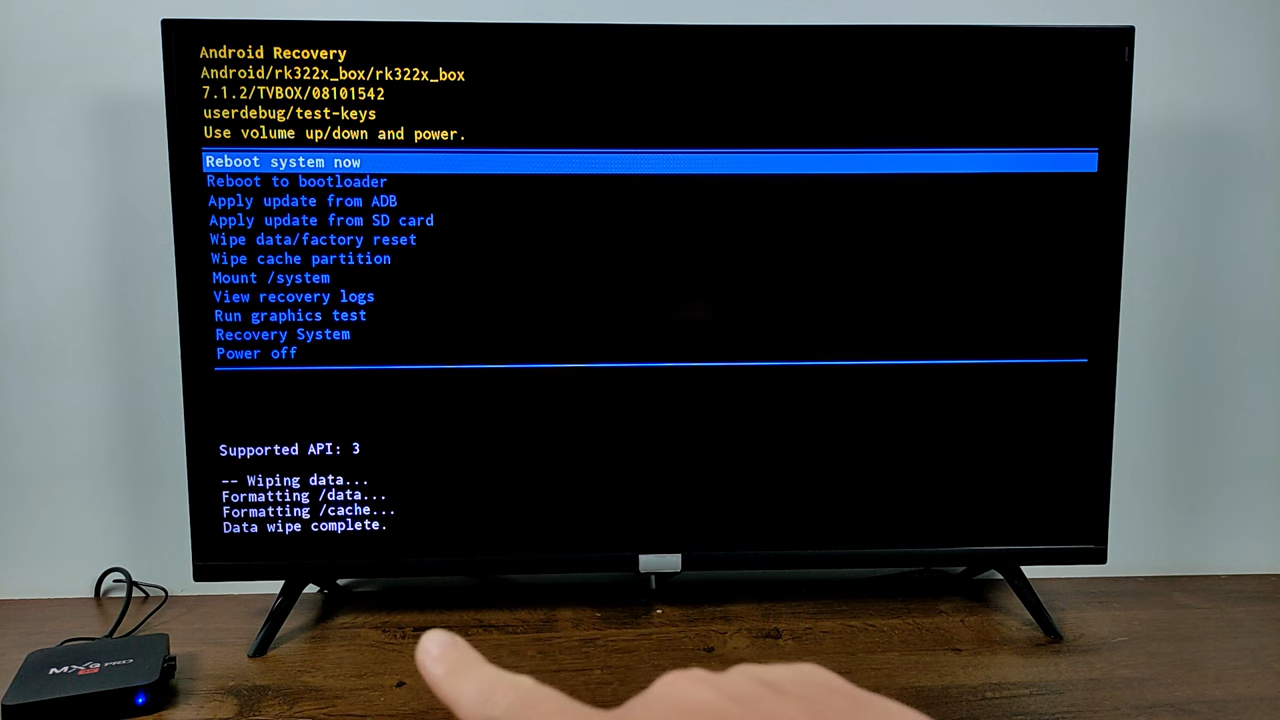 Android Recovery
Android/rk322x_box/rk322x_box
7.1.2/TVBOX/08101542
userdebug/test-keys
Use volume up/down and power.
Reboot system now
Reboot to bootloader
Apply update from ADB
Apply update from SD card
Wipe data/factory reset
Wipe cache partition
Mount /system
View recovery logs
Run graphics test
Recovery System
Power off
Supported API: 3
-- Wiping data...
Formatting /data...
Formatting /cache...
Data wipe complete.
MXQ PRO